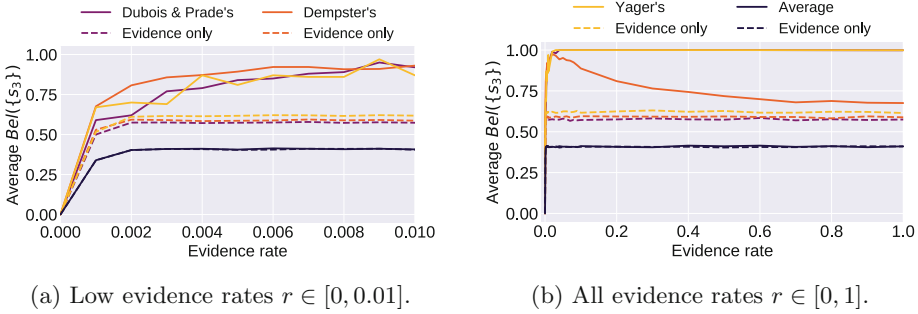 Dubois & Prade's Dempster's
Evidence only Evidence only
Average Bel({s₃})
1.00
0.75
0.50
0.25
0.00
0.000 0.002 0.004 0.006 0.008 0.010
Evidence rate
(a) Low evidence rates r ∈ [0, 0.01].
Yager's Average
Evidence only Evidence only
Average Bel({s₃})
1.00
0.75
0.50
0.25
0.00
0.0 0.2 0.4 0.6 0.8 1.0
Evidence rate
(b) All evidence rates r ∈ [0, 1].